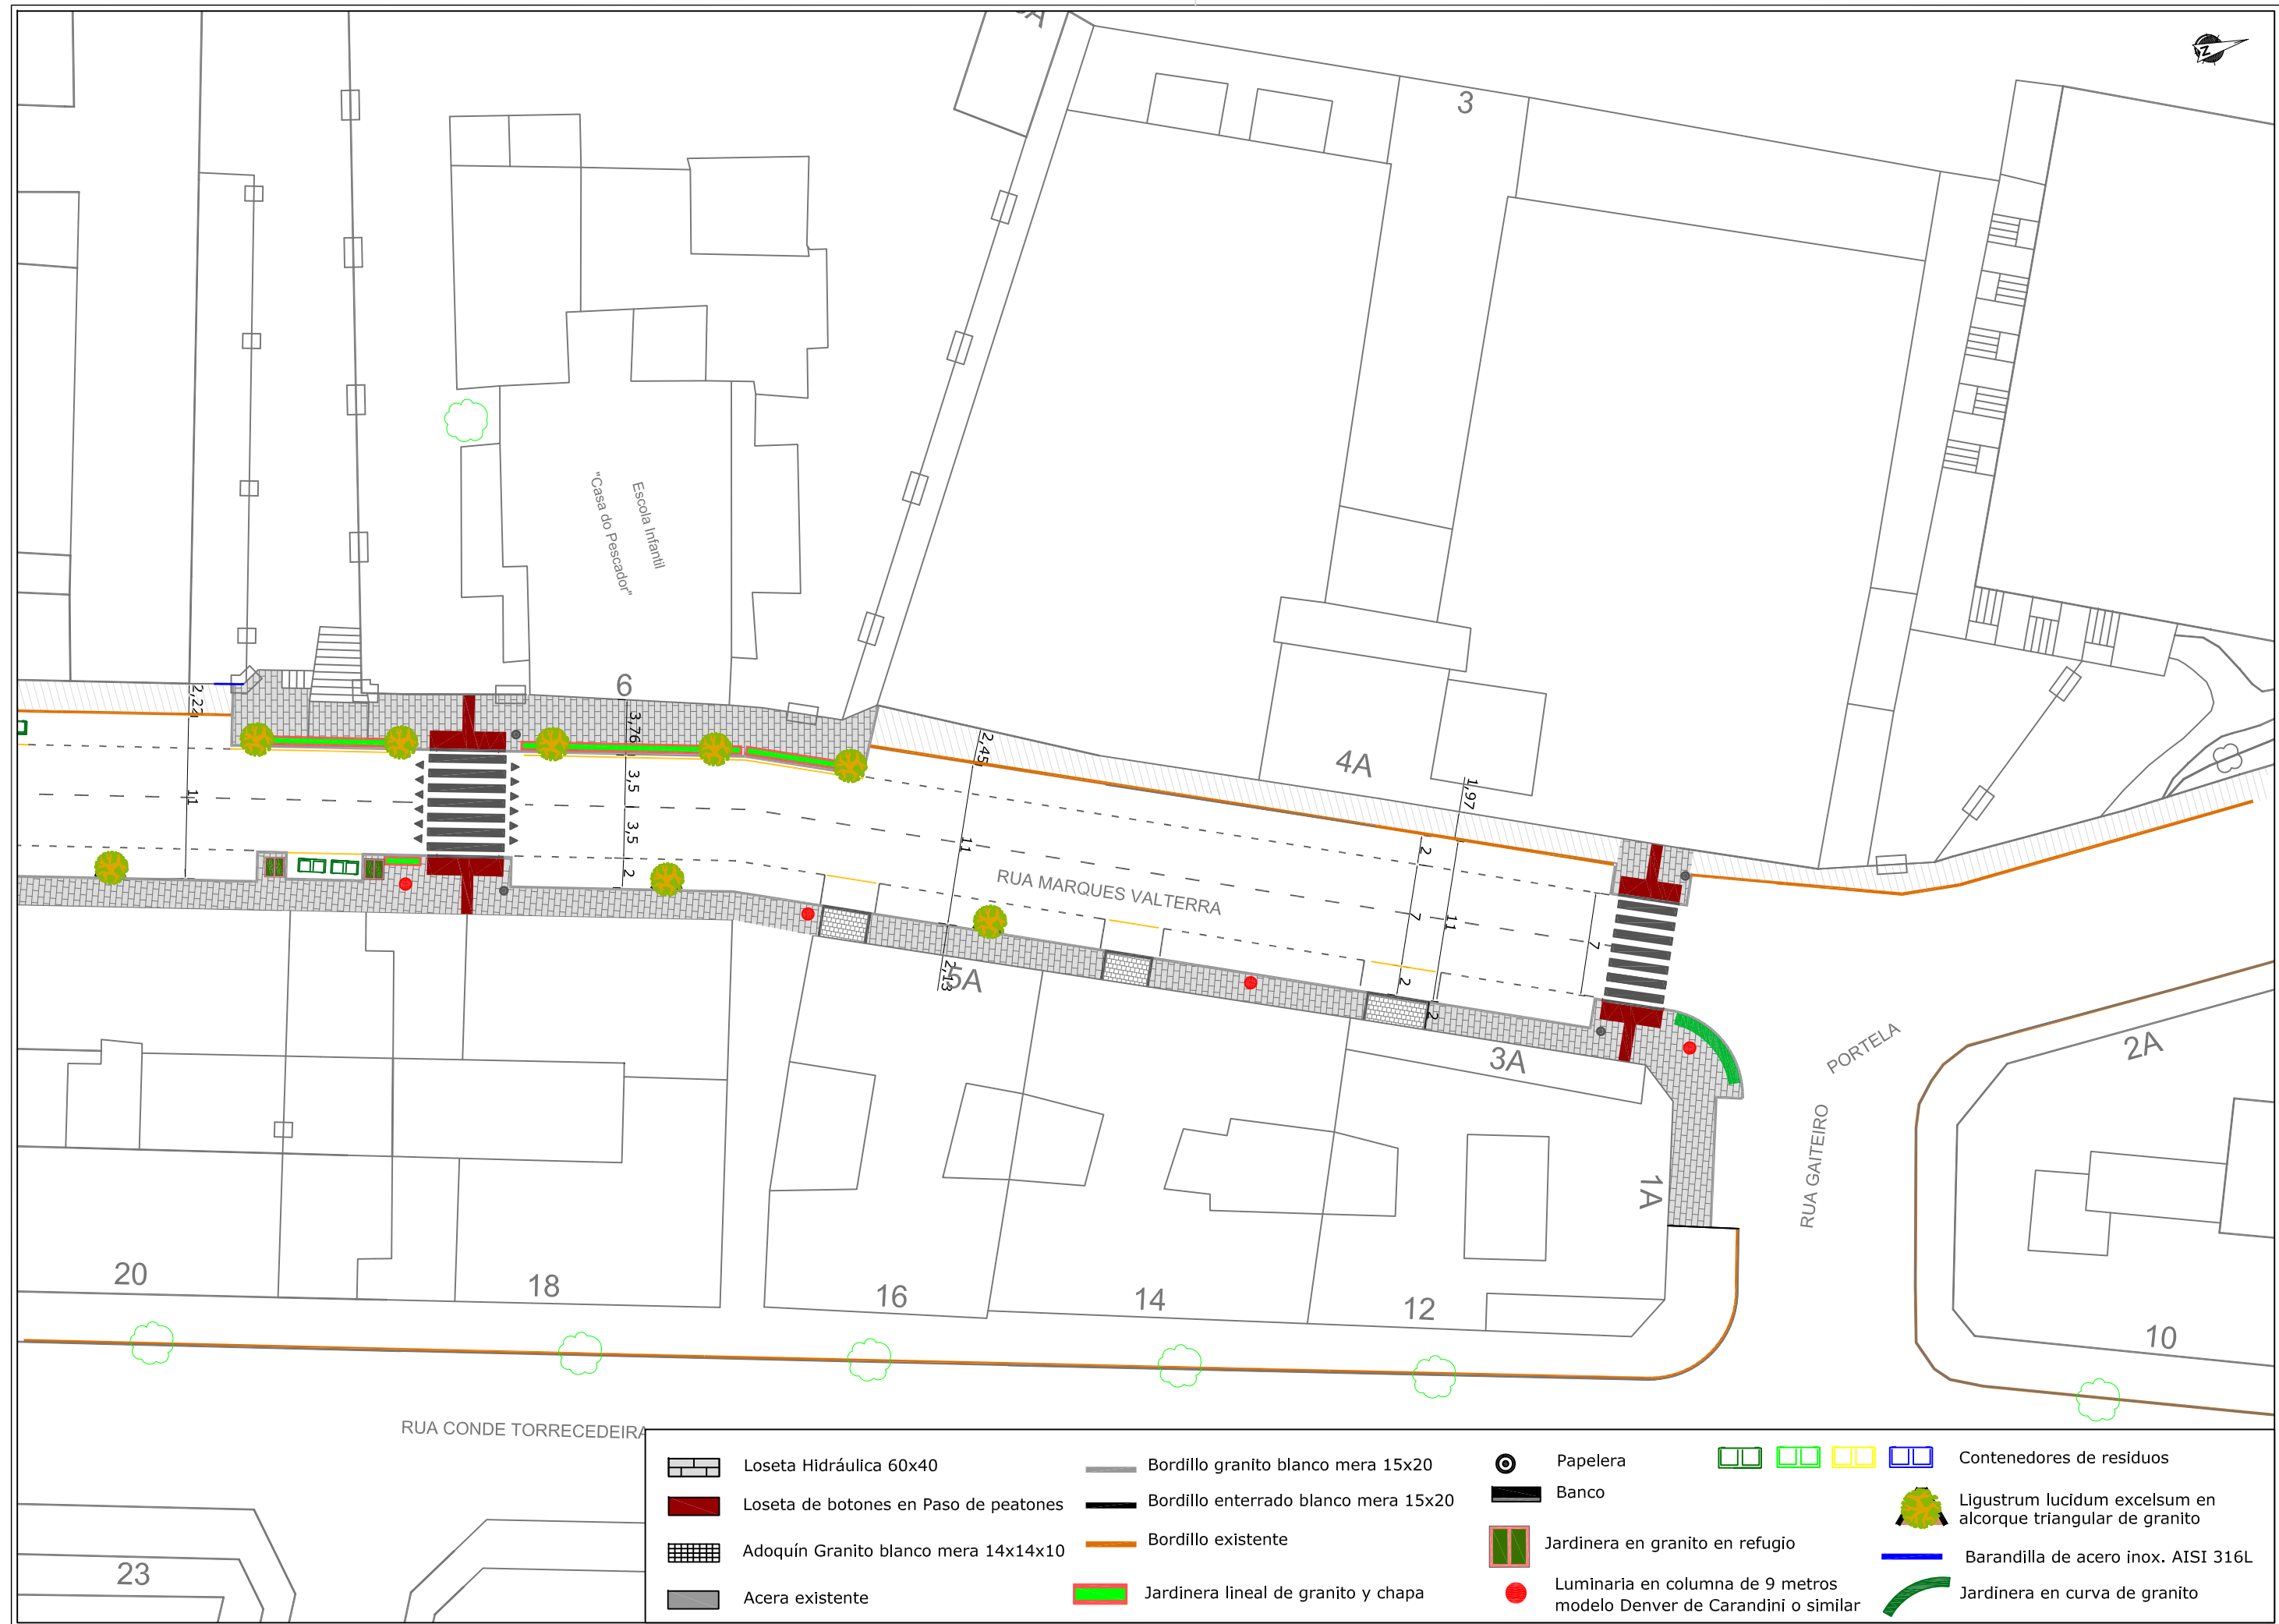 N
3
"Casa do Pescador"
Escola Infantil
6
2,22
3,76
3,5
3,5
2
11
2,45
11
2,13
4A
1,97
2
7
2
11
2
7
RUA MARQUES VALTERRA
5A
3A
1A
PORTELA
RUA GAITEIRO
2A
10
20
18
16
14
12
RUA CONDE TORRECEDEIRA
23
Loseta Hidráulica 60x40
Loseta de botones en Paso de peatones
Adoquín Granito blanco mera 14x14x10
Acera existente
Bordillo granito blanco mera 15x20
Bordillo enterrado blanco mera 15x20
Bordillo existente
Jardinera lineal de granito y chapa
Papelera
Banco
Jardinera en granito en refugio
Luminaria en columna de 9 metros
modelo Denver de Carandini o similar
Contenedores de residuos
Ligustrum lucidum excelsum en
alcorque triangular de granito
Barandilla de acero inox. AISI 316L
Jardinera en curva de granito